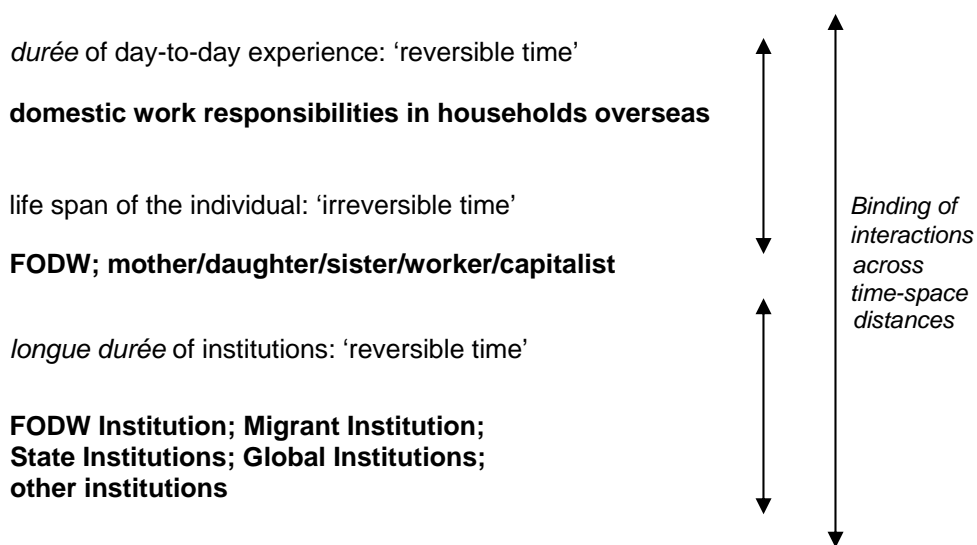 durée of day-to-day experience: ‘reversible time’
domestic work responsibilities in households overseas
life span of the individual: ‘irreversible time’
FODW; mother/daughter/sister/worker/capitalist
longue durée of institutions: ‘reversible time’
FODW Institution; Migrant Institution;
State Institutions; Global Institutions;
other institutions
Binding of
interactions
across
time-space
distances